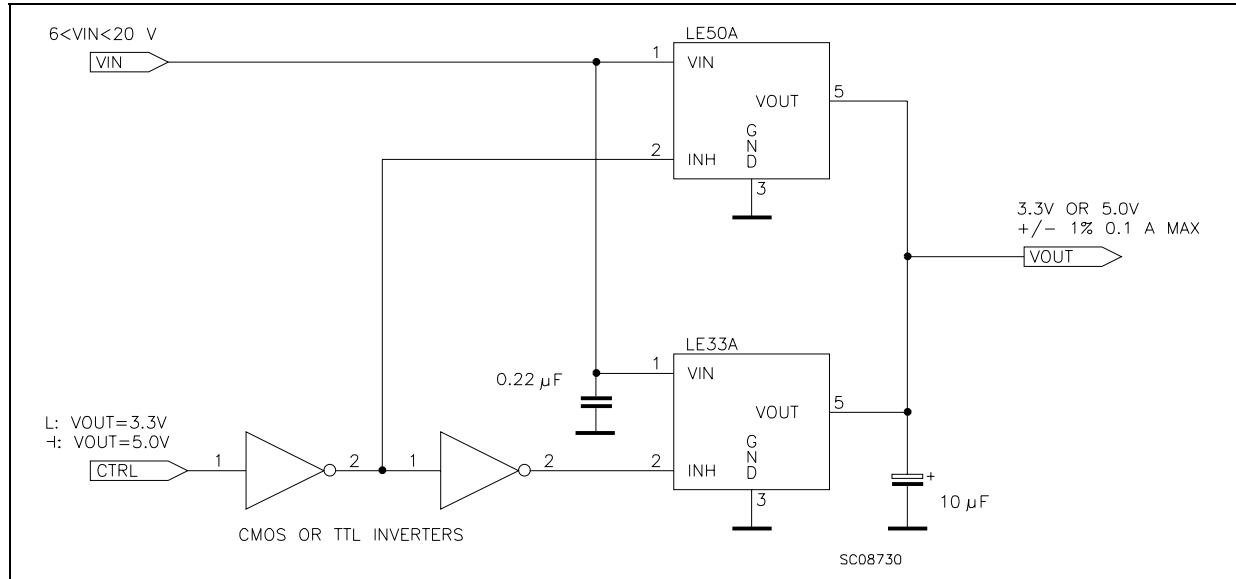 6<VIN<20 V
VIN
LE50A
1
VIN
VOUT
5
GND
2
INH
3
3.3V OR 5.0V
+/- 1% 0.1 A MAX
VOUT
LE33A
1
VIN
0.22 µF
VOUT
5
GND
2
INH
3
L: VOUT=3.3V
H: VOUT=5.0V
CTRL
1
2
1
2
CMOS OR TTL INVERTERS
+
10 µF
SC08730